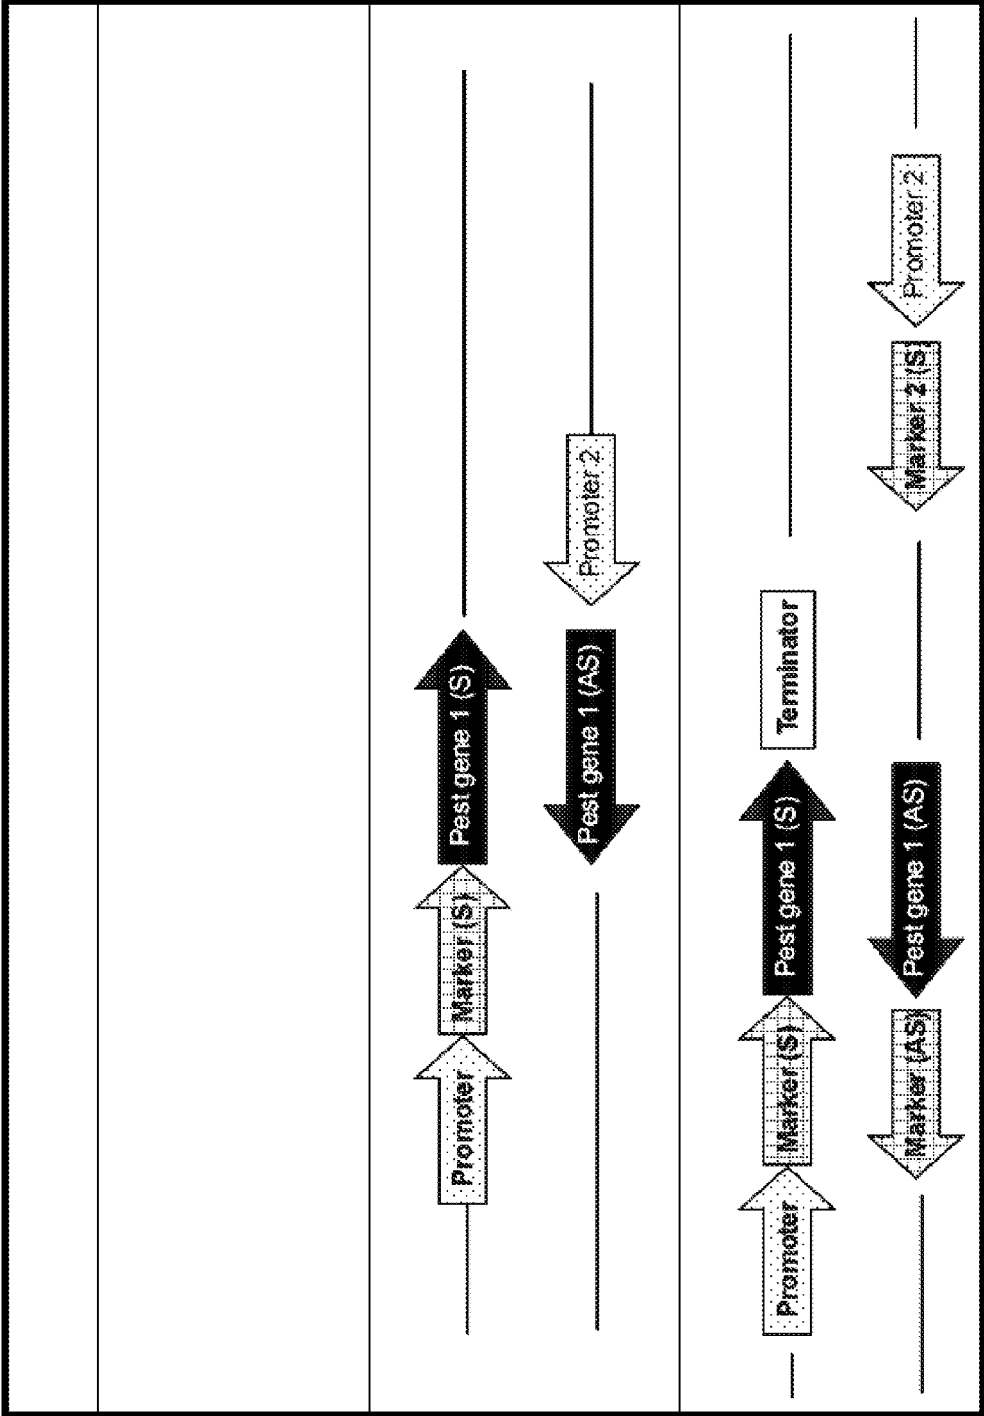 Promoter
Marker (S)
Pest gene 1 (S)
Pest gene 1 (AS)
Promoter 2
Promoter
Marker (S)
Pest gene 1 (S)
Terminator
Marker (AS)
Pest gene 1 (AS)
Marker 2 (S)
Promoter 2